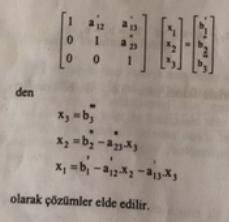 1 a'₁₂ a'₁₃ x₁ b'₁
0 1 a''₂₃ x₂ = b''₂
0 0 1 x₃ b'''₃
den
x₃ = b'''₃
x₂ = b''₂ − a''₂₃.x₃
x₁ = b'₁ − a'₁₂.x₂ − a'₁₃.x₃
olarak çözümler elde edilir.